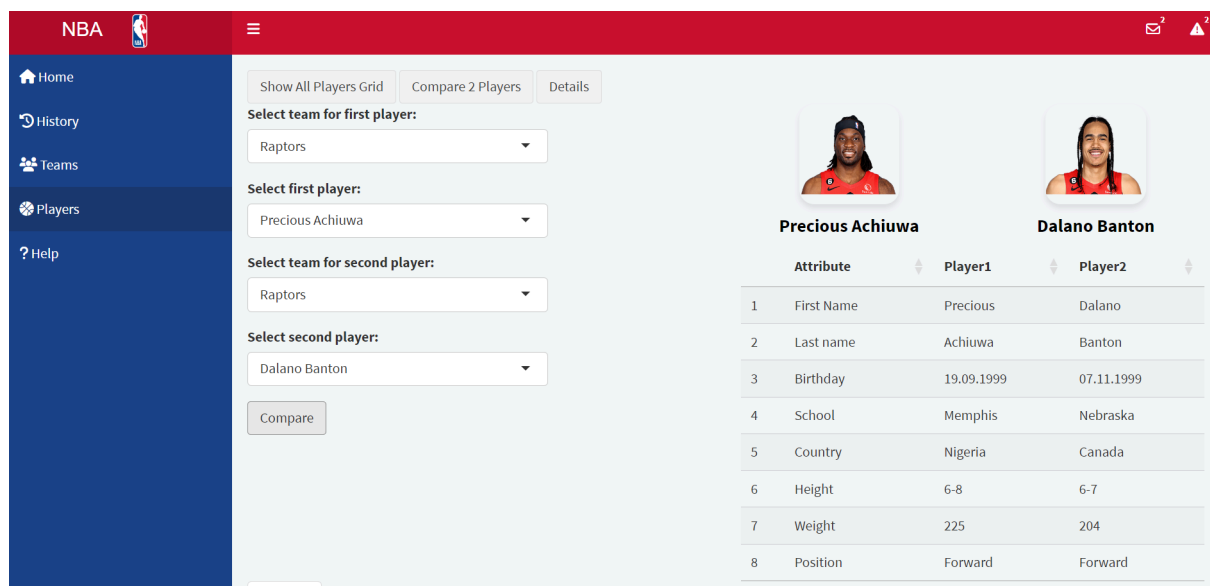 NBA
2
2
Home
History
Teams
Players
Help
Show All Players Grid Compare 2 Players Details
Select team for first player:
Raptors
Select first player:
Precious Achiuwa
Select team for second player:
Raptors
Select second player:
Dalano Banton
Compare
Precious Achiuwa Dalano Banton
Attribute Player1 Player2
1 First Name Precious Dalano
2 Last name Achiuwa Banton
3 Birthday 19.09.1999 07.11.1999
4 School Memphis Nebraska
5 Country Nigeria Canada
6 Height 6-8 6-7
7 Weight 225 204
8 Position Forward Forward